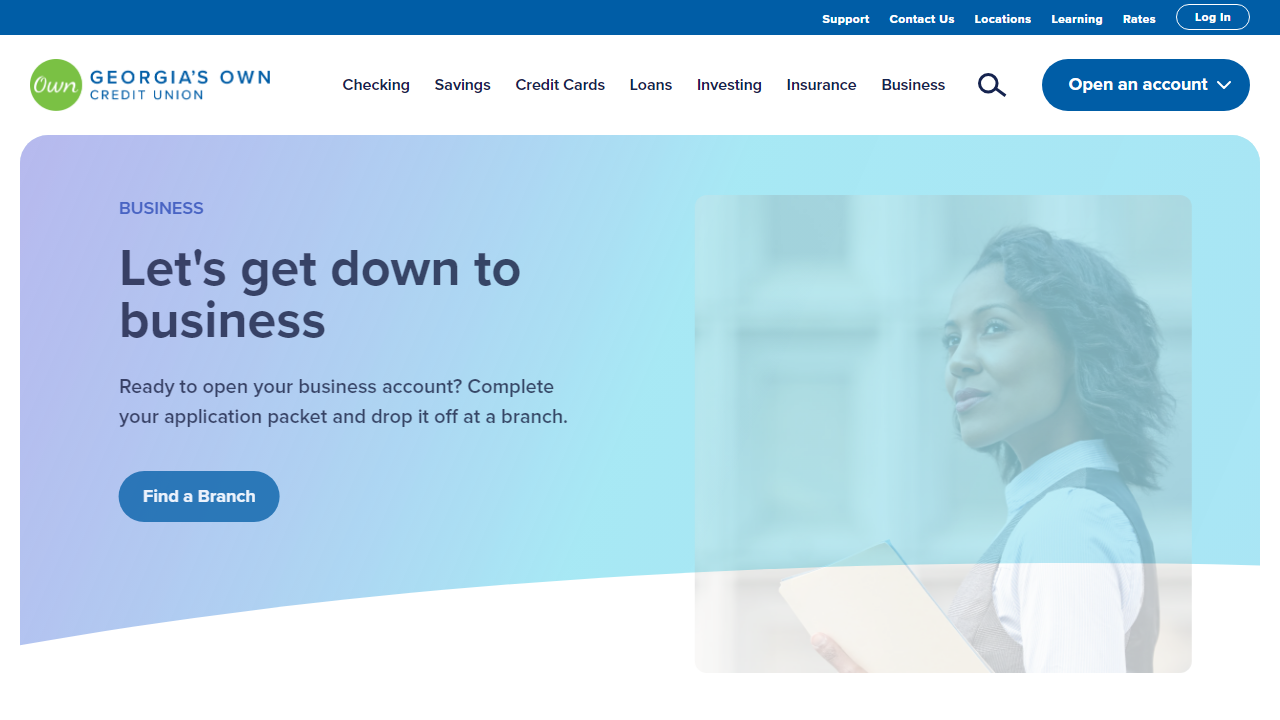 Support Contact Us Locations Learning Rates Log In
Own GEORGIA'S OWN
CREDIT UNION
Checking Savings Credit Cards Loans Investing Insurance Business Open an account
BUSINESS
Let's get down to
business
Ready to open your business account? Complete
your application packet and drop it off at a branch.
Find a Branch